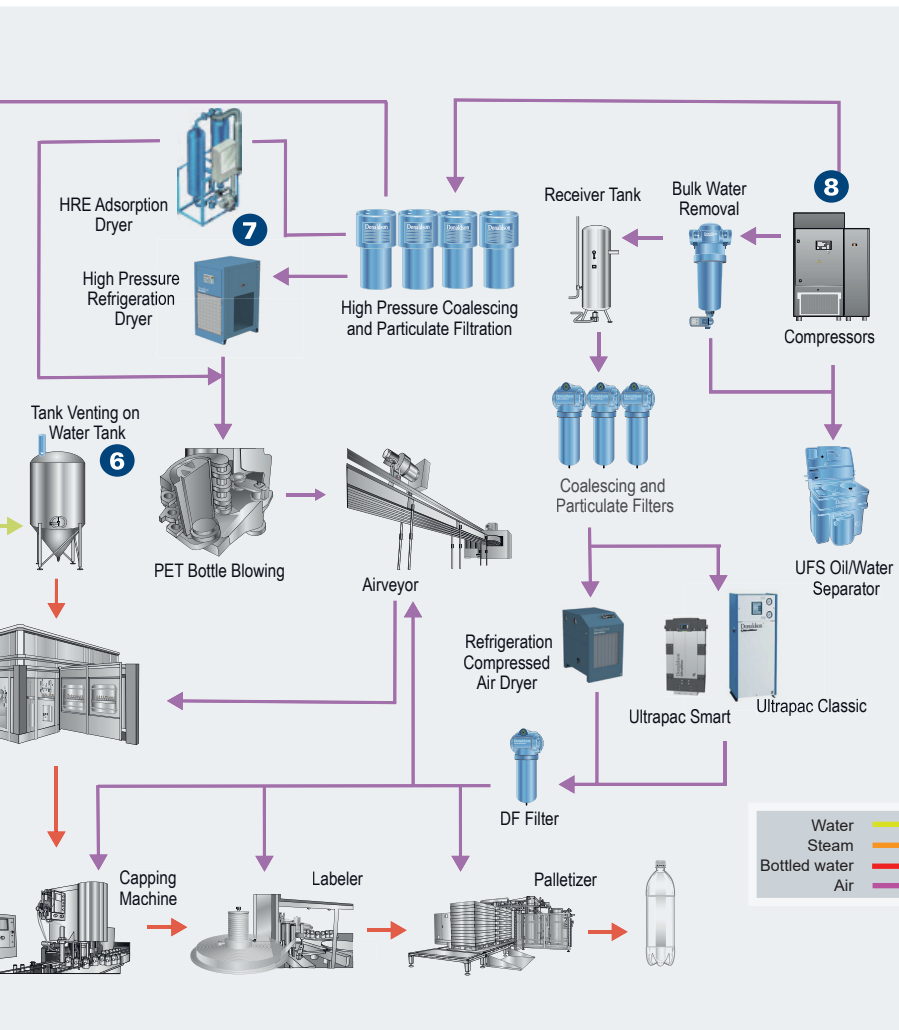 8
Receiver Tank
Bulk Water
Removal
HRE Adsorption
Dryer
7
Donaldson
High Pressure
Refrigeration
Dryer
High Pressure Coalescing
and Particulate Filtration
Compressors
Tank Venting on
Water Tank
6
Coalescing and
Particulate Filters
PET Bottle Blowing
Airveyor
UFS Oil/Water
Separator
Refrigeration
Compressed
Air Dryer
Donaldson
Ultrapac Smart
Ultrapac Classic
DF Filter
Water
Steam
Bottled water
Air
Capping
Machine
Labeler
Palletizer